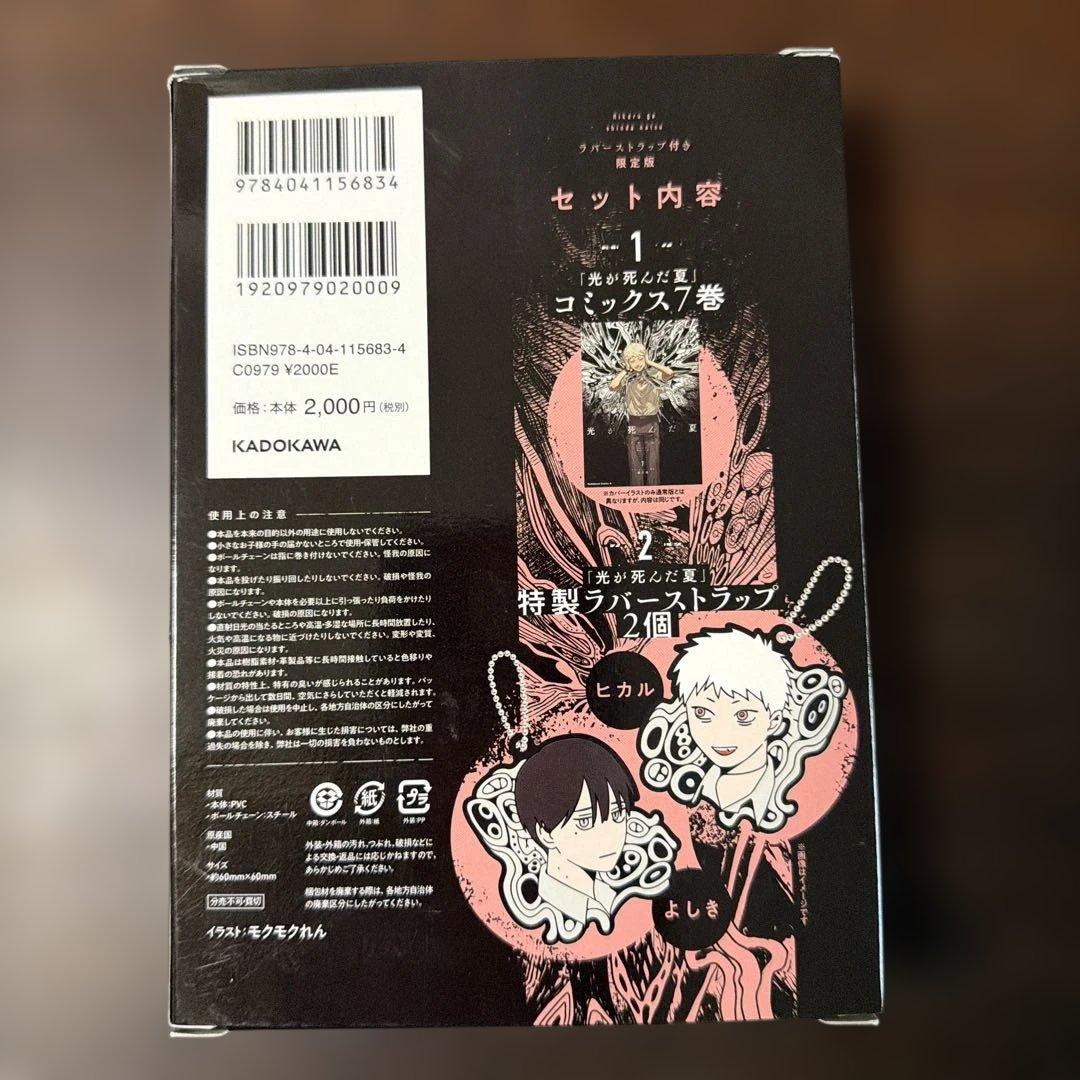 9784041156834
1920979020009
ISBN978-4-04-115683-4
C0979 ¥2000E
価格：本体 2,000円（税別）
KADOKAWA
使用上の注意
●本品を本来の目的以外の用途に使用しないでください。
●小さなお子様の手の届かないところで使用・保管してください。
●ボールチェーンは指に巻き付けないでください。怪我の原因に
なります。
●本品を投げたり振り回したりしないでください。破損や怪我の
原因になります。
●ボールチェーンや本体を必要以上に引っ張ったり負荷をかけたり
しないでください。破損の原因になります。
●直射日光の当たるところや高温・多湿な場所に長時間放置したり、
火気や高温になる物に近づけたりしないでください。変形や変質、
火災の原因になります。
●本品は樹脂素材・革製品等に長時間接触していると色移りや
接着の恐れがあります。
●材質の特性上、特有の臭いが感じられることがあります。パッ
ケージから出して数日間、空気にさらしていただくと軽減されます。
●破損した場合は使用を中止し、各地方自治体の区分にしたがって
廃棄してください。
●本品の使用に伴い、お客様に生じた損害については、弊社の重
過失の場合を除き、弊社は一切の損害を負わないものとします。
材質
・本体：PVC
・ボールチェーン：スチール
原産国
・中国
サイズ
・約60mm×60mm
分売不可・買切
イラスト：モクモクれん
紙
プラ
中箱：ダンボール
外箱：紙
外装：PP
外装・外箱の汚れ、つぶれ、破損などに
よる交換・返品には応じかねますので、
あらかじめご了承ください。
梱包材を廃棄する際は、各地方自治体
の廃棄区分にしたがってください。
Hikaru ga
shinda natsu
ラバーストラップ付き
限定版
セット内容
1
「光が死んだ夏」
コミックス7巻
光が死んだ夏
※カバーイラストのみ通常版とは
異なりますが、内容は同じです。
2
「光が死んだ夏」
特製ラバーストラップ
2個
ヒカル
よしき
※画像はイメージです